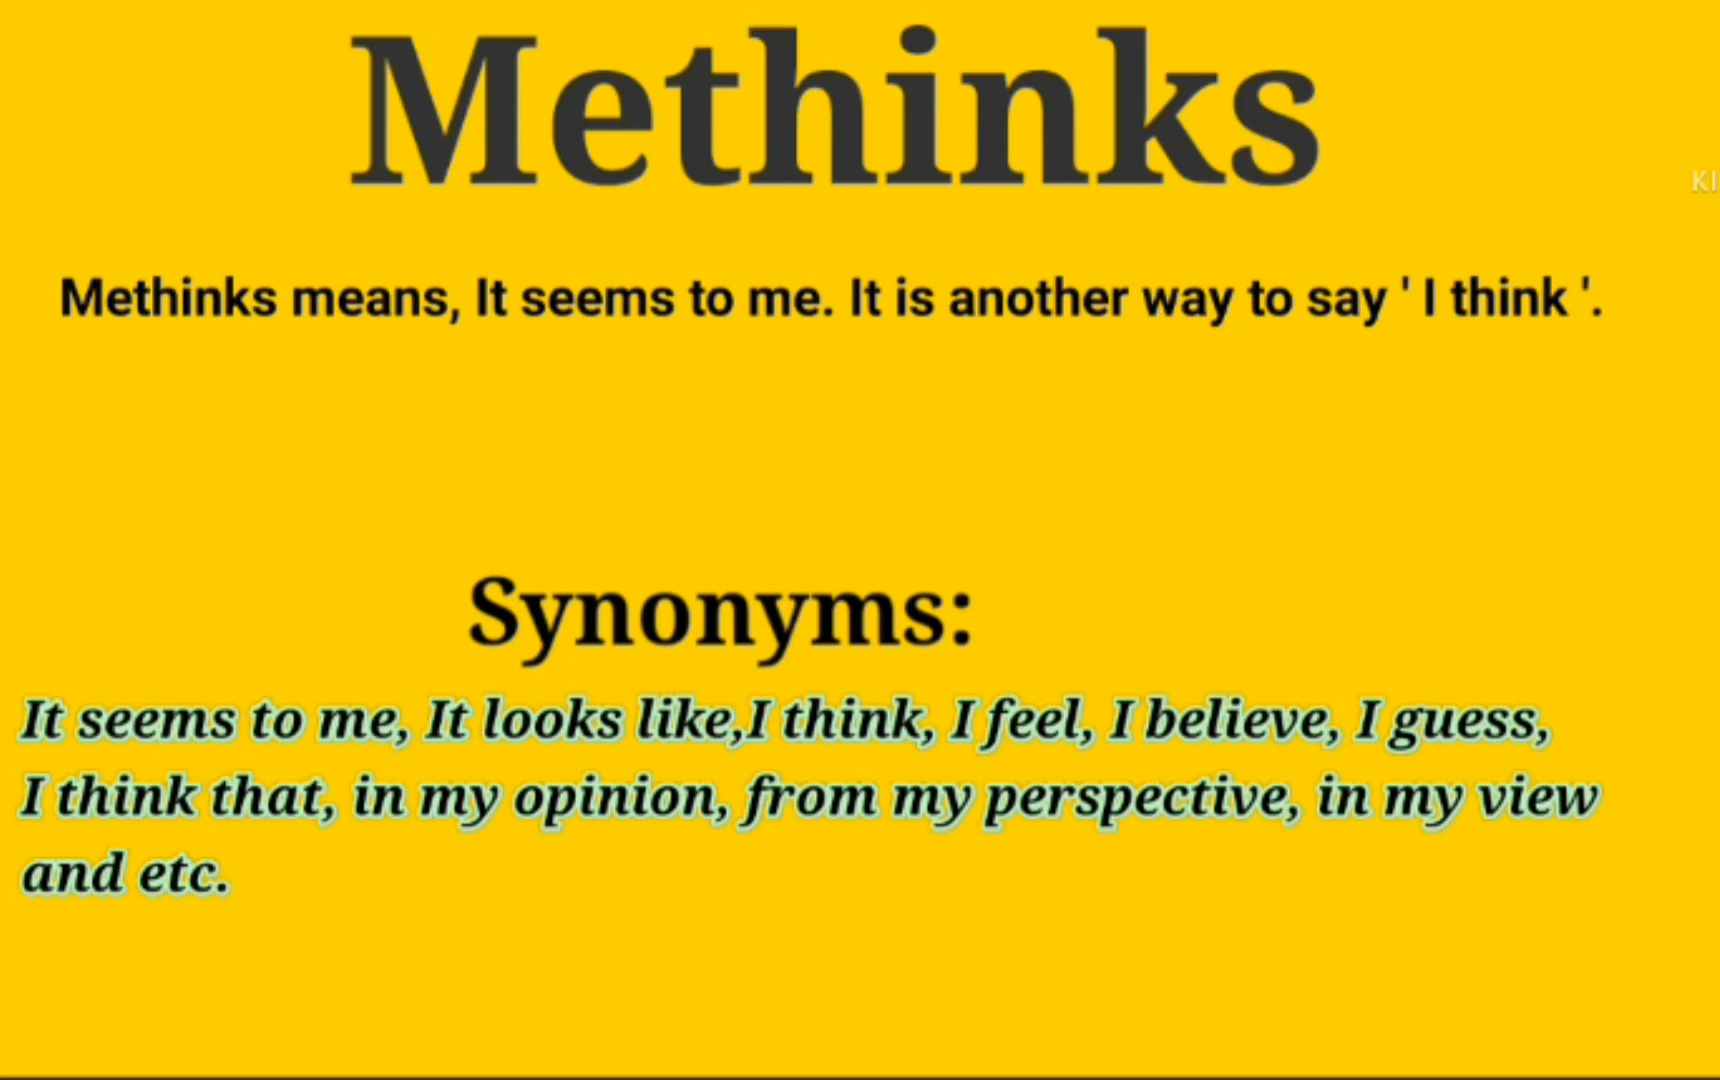 Methinks
Methinks means, It seems to me. It is another way to say ' I think '.
Synonyms:
It seems to me, It looks like,I think, I feel, I believe, I guess,
I think that, in my opinion, from my perspective, in my view
and etc.